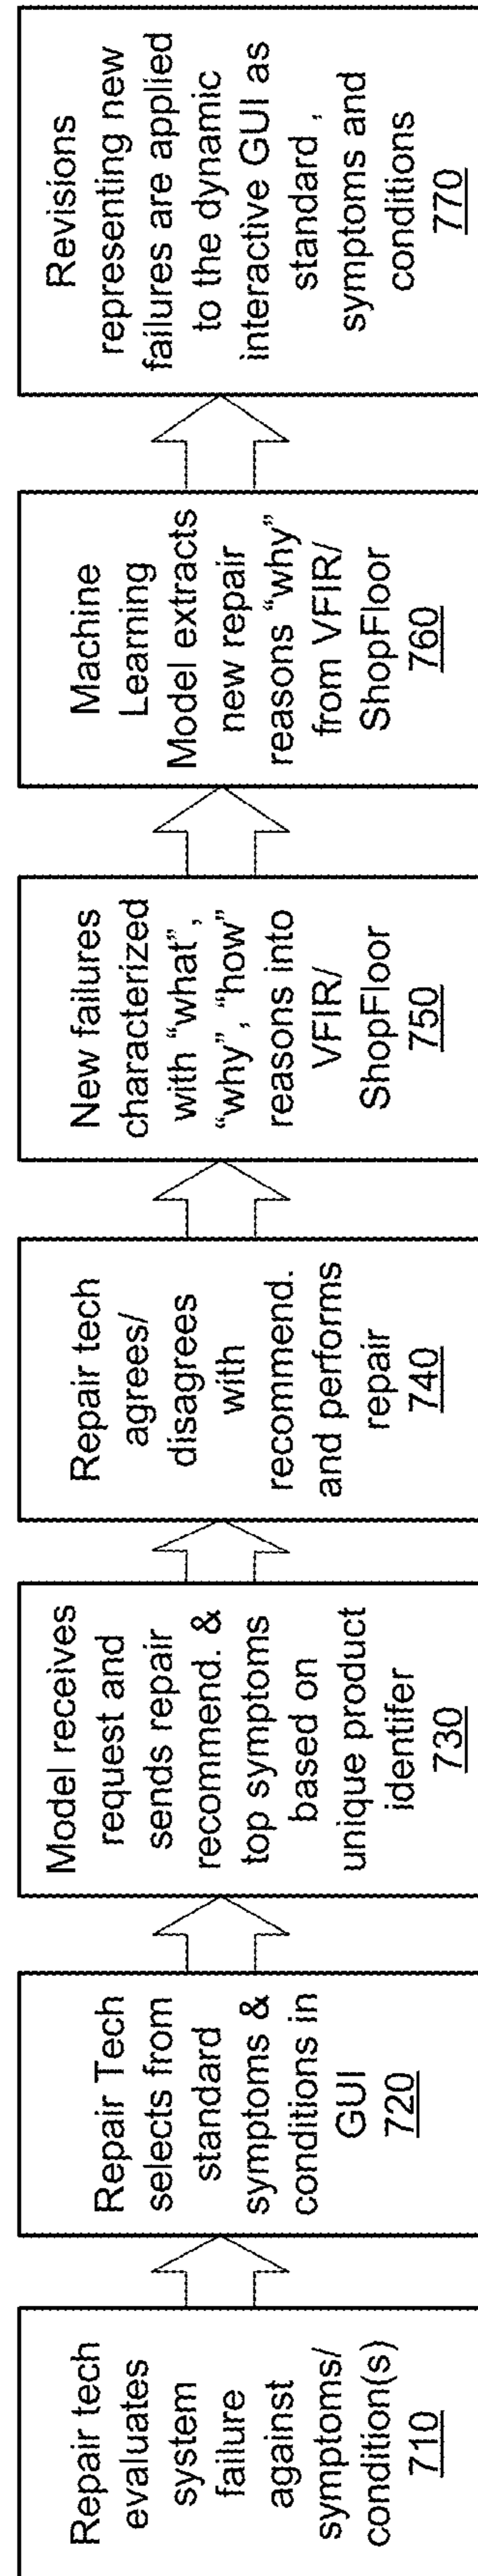 Repair tech
evaluates
system
failure
against
symptoms/
condition(s)
710
Repair Tech
selects from
standard
symptoms &
conditions in
GUI
720
Model receives
request and
sends repair
recommend. &
top symptoms
based on
unique product
identifer
730
Repair tech
agrees/
disagrees
with
recommend.
and performs
repair
740
New failures
characterized
with “what”,
“why”, “how”
reasons into
VFIR/
ShopFloor
750
Machine
Learning
Model extracts
new repair
reasons “why”
from VFIR/
ShopFloor
760
Revisions
representing new
failures are applied
to the dynamic
interactive GUI as
standard ,
symptoms and
conditions
770